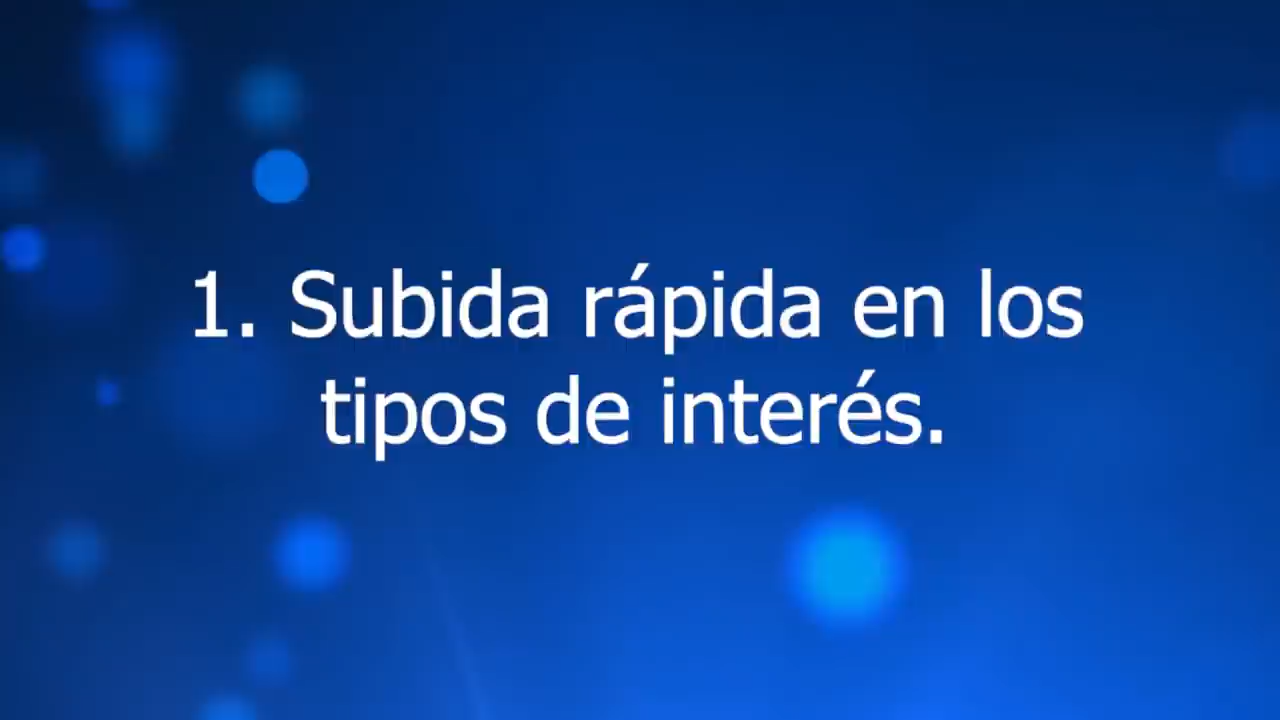 1. Subida rápida en los
tipos de interés.